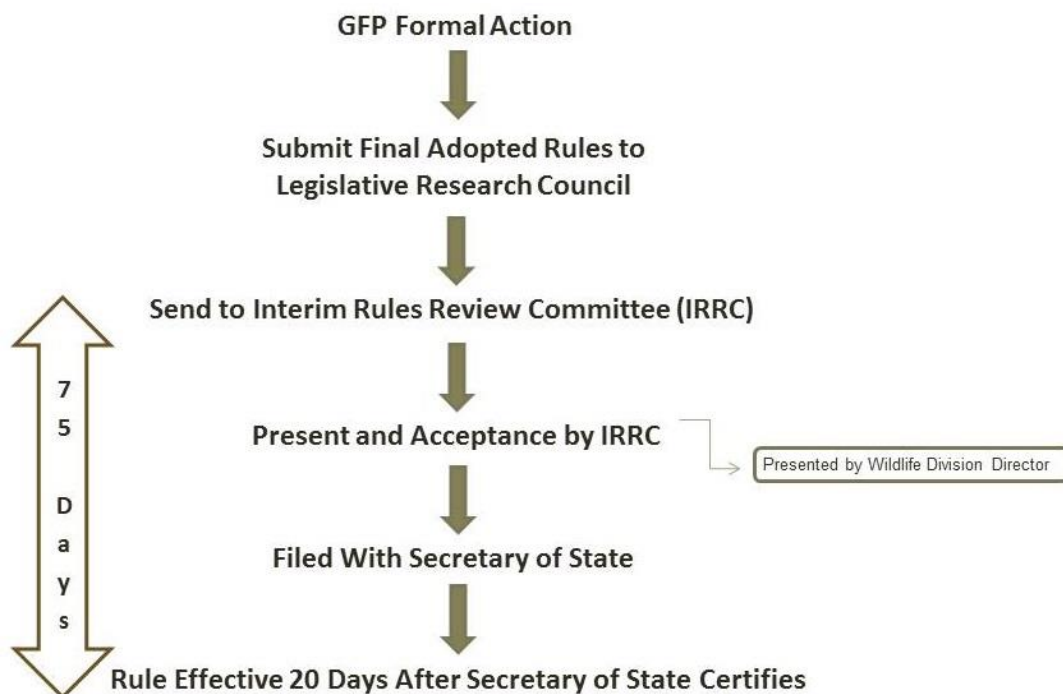 GFP Formal Action
Submit Final Adopted Rules to
Legislative Research Council
Send to Interim Rules Review Committee (IRRC)
75 Days
Present and Acceptance by IRRC
Presented by Wildlife Division Director
Filed With Secretary of State
Rule Effective 20 Days After Secretary of State Certifies